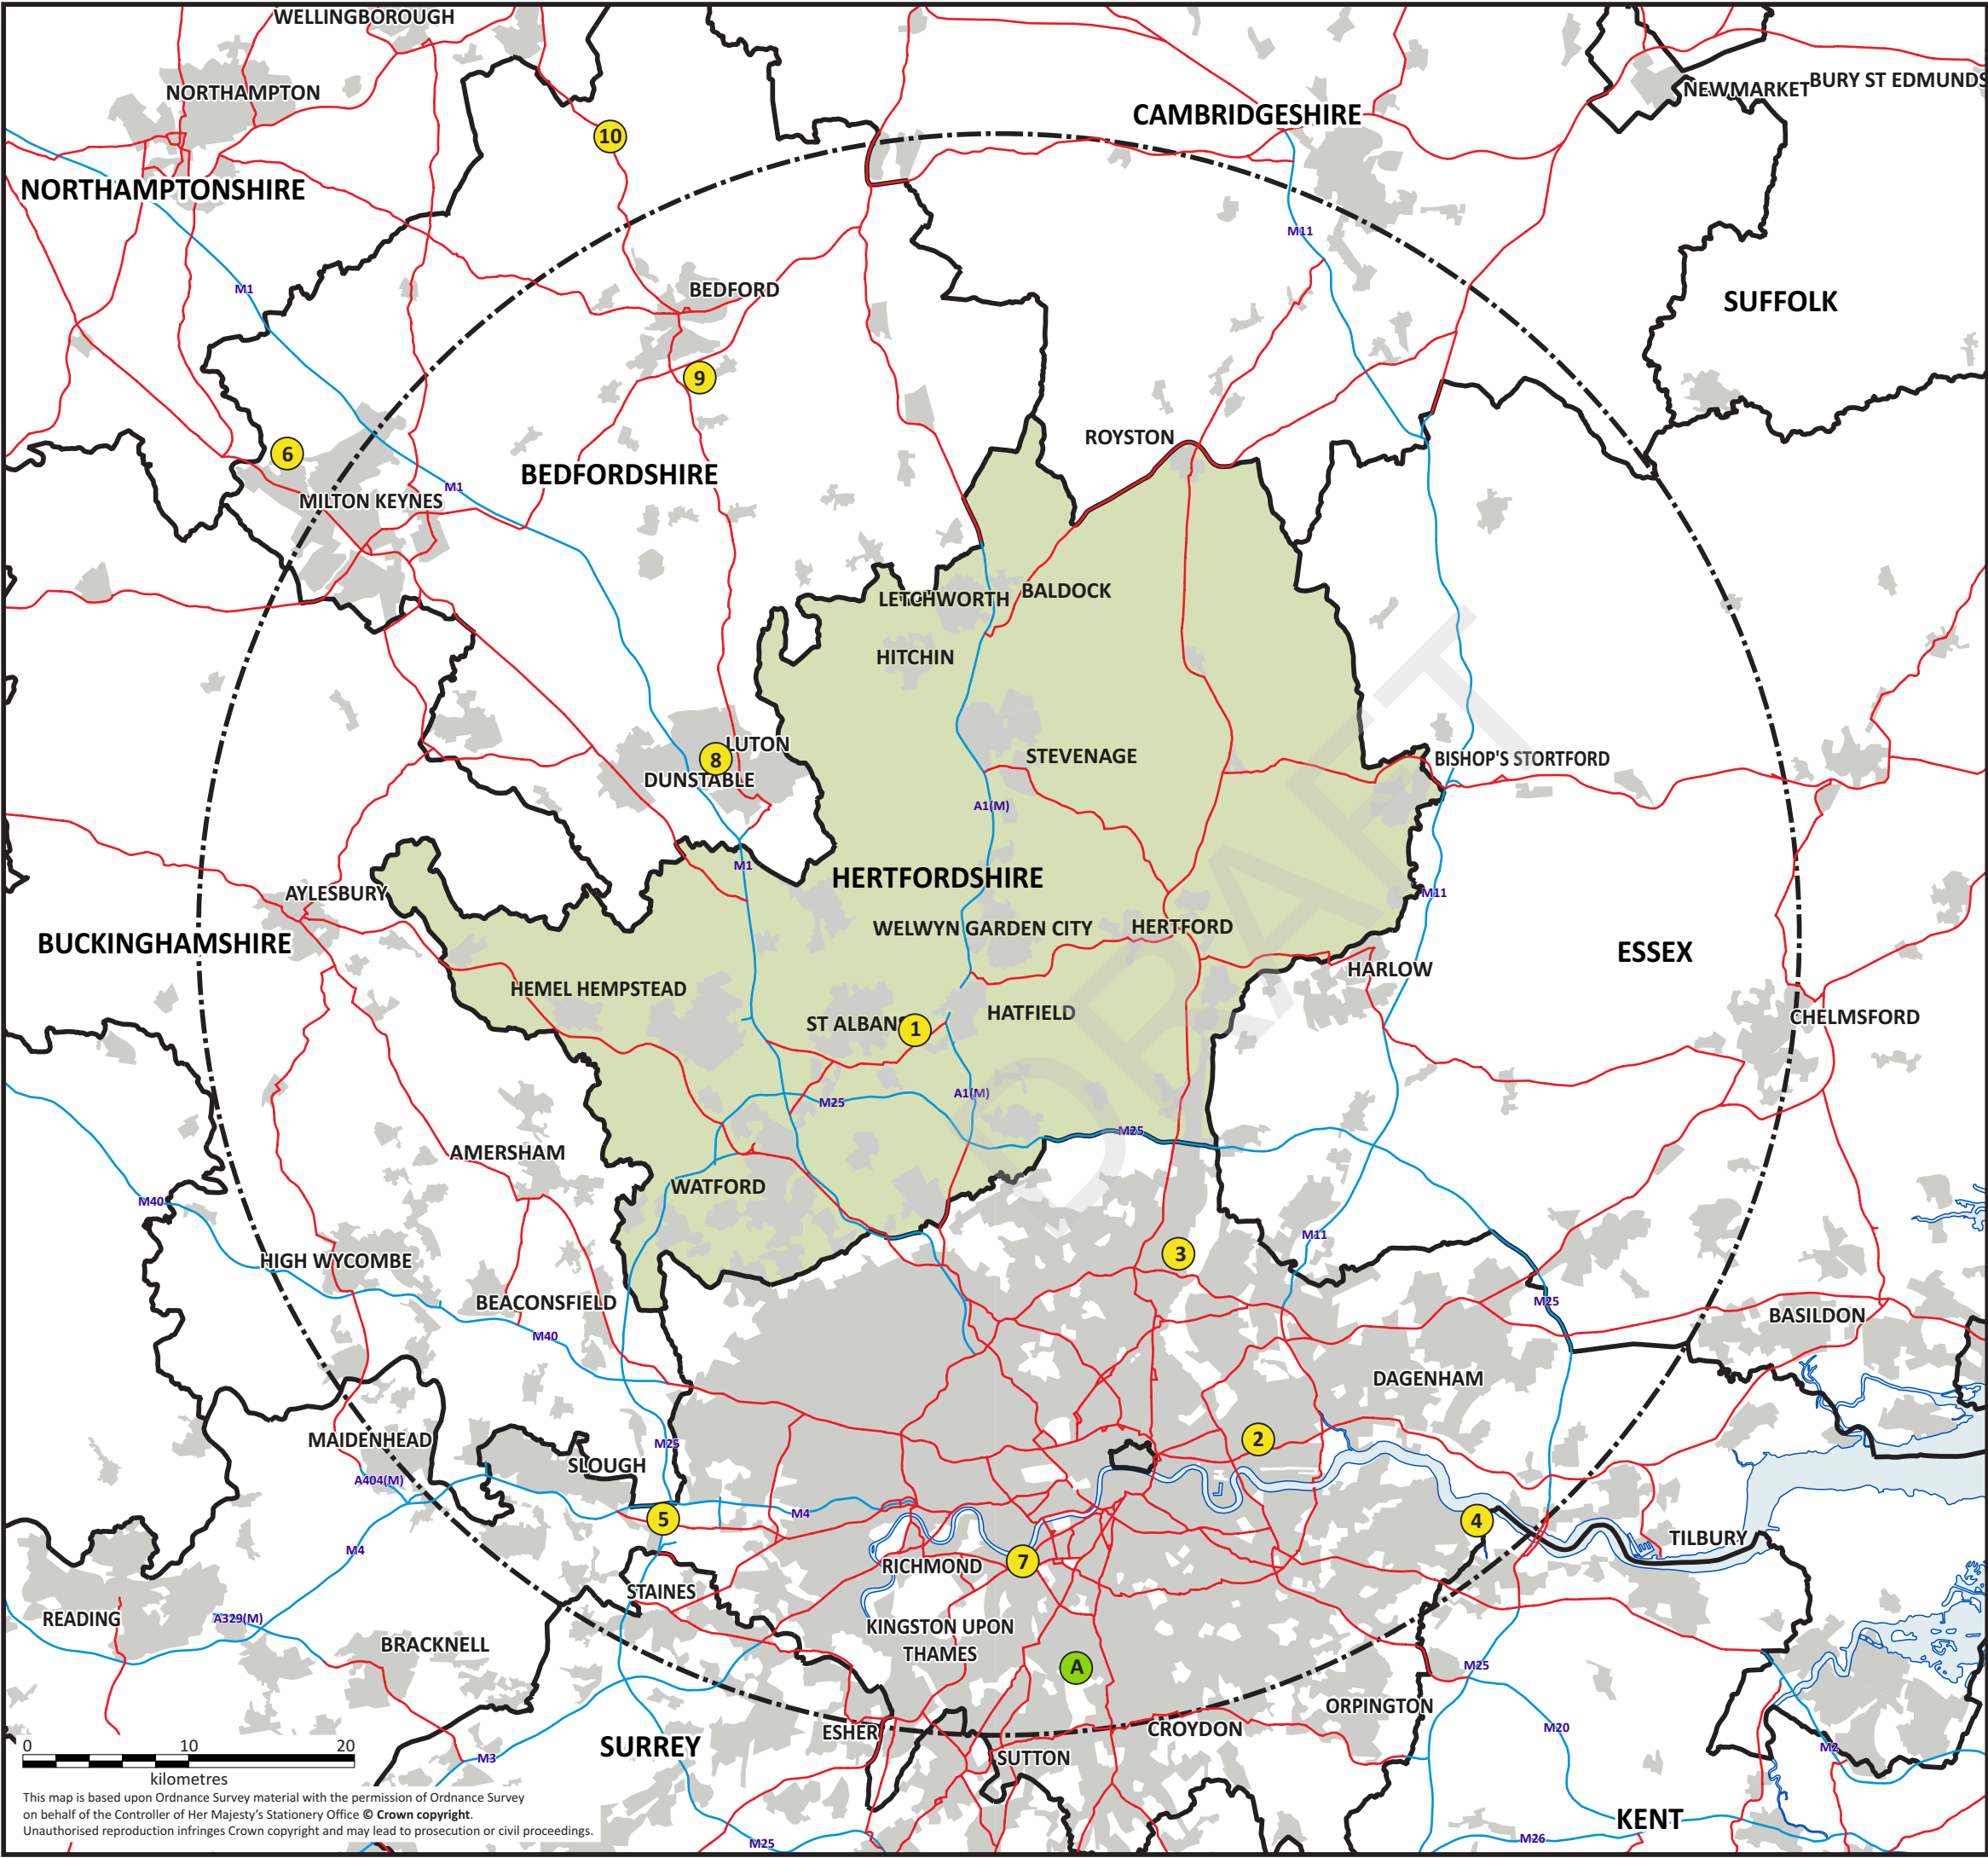 WELLINGBOROUGH
NORTHAMPTON
NEWMARKET
BURY ST EDMUNDS
CAMBRIDGESHIRE
10
NORTHAMPTONSHIRE
M11
M1
BEDFORD
SUFFOLK
9
ROYSTON
6
BEDFORDSHIRE
M1
MILTON KEYNES
BALDOCK
LETCHWORTH
HITCHIN
LUTON
8
DUNSTABLE
STEVENAGE
BISHOP'S STORTFORD
A1(M)
M1
HERTFORDSHIRE
AYLESBURY
M11
WELWYN GARDEN CITY
HERTFORD
BUCKINGHAMSHIRE
ESSEX
HARLOW
HEMEL HEMPSTEAD
HATFIELD
CHELMSFORD
ST ALBANS
1
A1(M)
M25
M25
AMERSHAM
WATFORD
M40
M11
3
HIGH WYCOMBE
BEACONSFIELD
M25
BASILDON
M40
DAGENHAM
MAIDENHEAD
M25
2
SLOUGH
A404(M)
M4
5
4
TILBURY
M4
7
RICHMOND
STAINES
READING
A329(M)
KINGSTON UPON
THAMES
BRACKNELL
A
M25
ORPINGTON
ESHER
CROYDON
M20
SURREY
SUTTON
M3
M2
0 10 20
kilometres
This map is based upon Ordnance Survey material with the permission of Ordnance Survey
on behalf of the Controller of Her Majesty's Stationery Office © Crown copyright.
Unauthorised reproduction infringes Crown copyright and may lead to prosecution or civil proceedings.
KENT
M25
M26
DRAFT